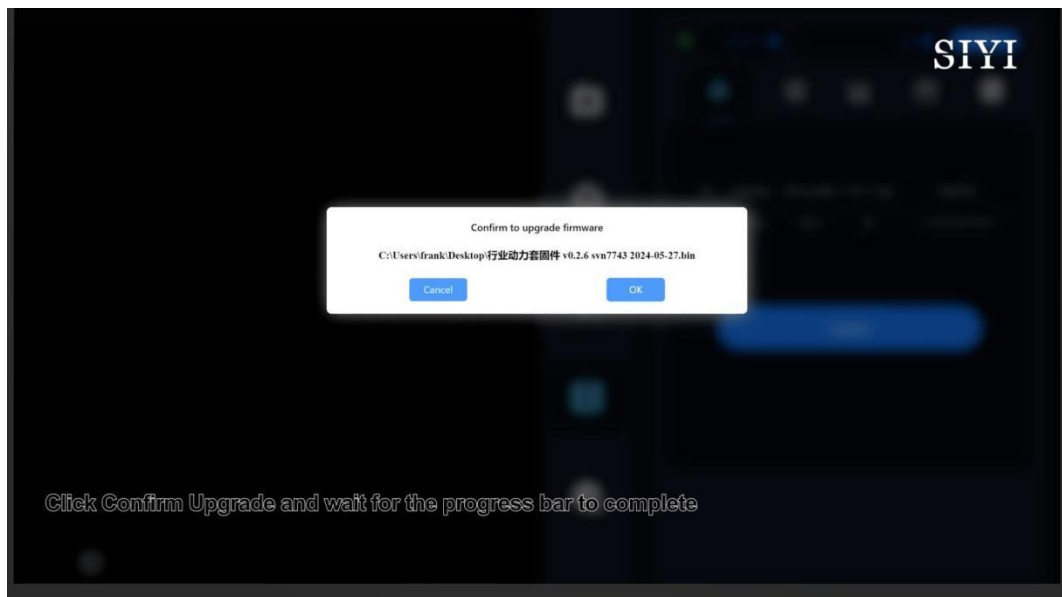 SIYI
Confirm to upgrade firmware
C:\Users\frank\Desktop\行业动力套固件 v0.2.6 svn7743 2024-05-27.bin
Cancel
OK
Click Confirm Upgrade and wait for the progress bar to complete